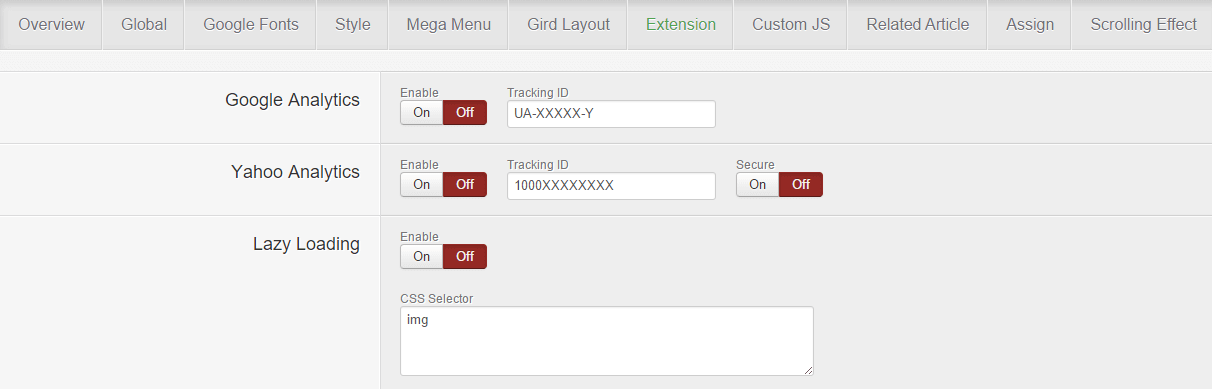 Overview Global Google Fonts Style Mega Menu Gird Layout Extension Custom JS Related Article Assign Scrolling Effect
Google Analytics
Enable
On Off
Tracking ID
UA-XXXXX-Y
Yahoo Analytics
Enable
On Off
Tracking ID
1000XXXXXXXX
Secure
On Off
Lazy Loading
Enable
On Off
CSS Selector
img